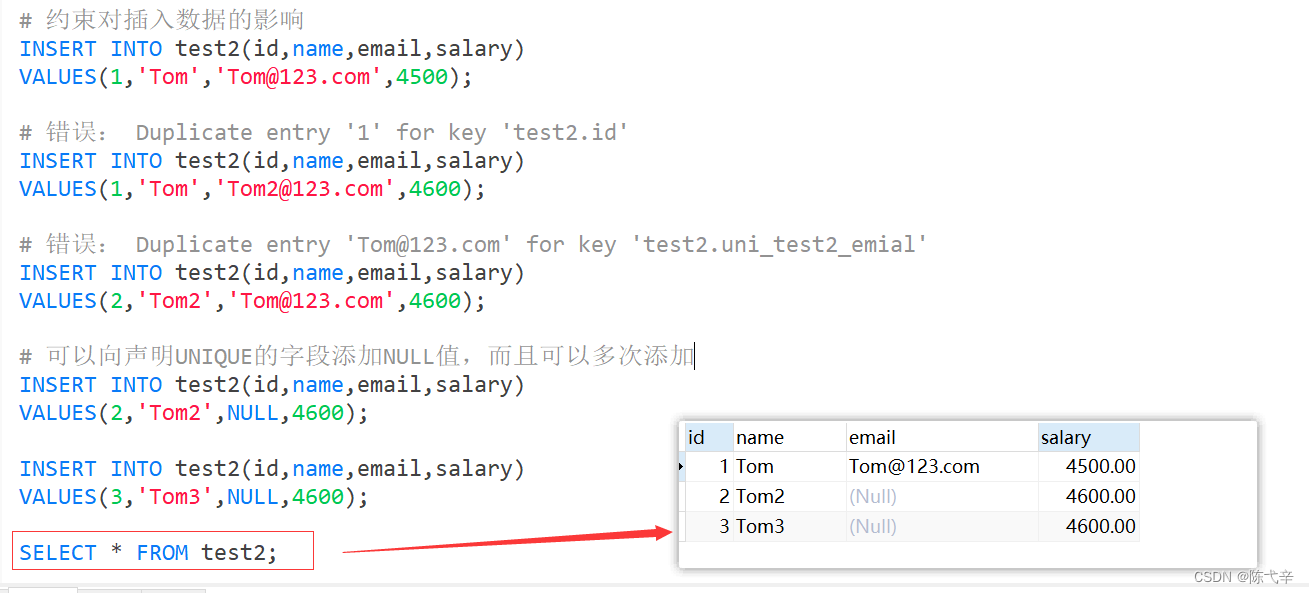 # 约束对插入数据的影响
INSERT INTO test2(id,name,email,salary)
VALUES(1,'Tom','Tom@123.com',4500);
# 错误： Duplicate entry '1' for key 'test2.id'
INSERT INTO test2(id,name,email,salary)
VALUES(1,'Tom','Tom2@123.com',4600);
# 错误： Duplicate entry 'Tom@123.com' for key 'test2.uni_test2_emial'
INSERT INTO test2(id,name,email,salary)
VALUES(2,'Tom2','Tom@123.com',4600);
# 可以向声明UNIQUE的字段添加NULL值，而且可以多次添加
INSERT INTO test2(id,name,email,salary)
VALUES(2,'Tom2',NULL,4600);
INSERT INTO test2(id,name,email,salary)
VALUES(3,'Tom3',NULL,4600);
SELECT * FROM test2;
id name email salary
1 Tom Tom@123.com 4500.00
2 Tom2 (Null) 4600.00
3 Tom3 (Null) 4600.00
CSDN @陈弋辛